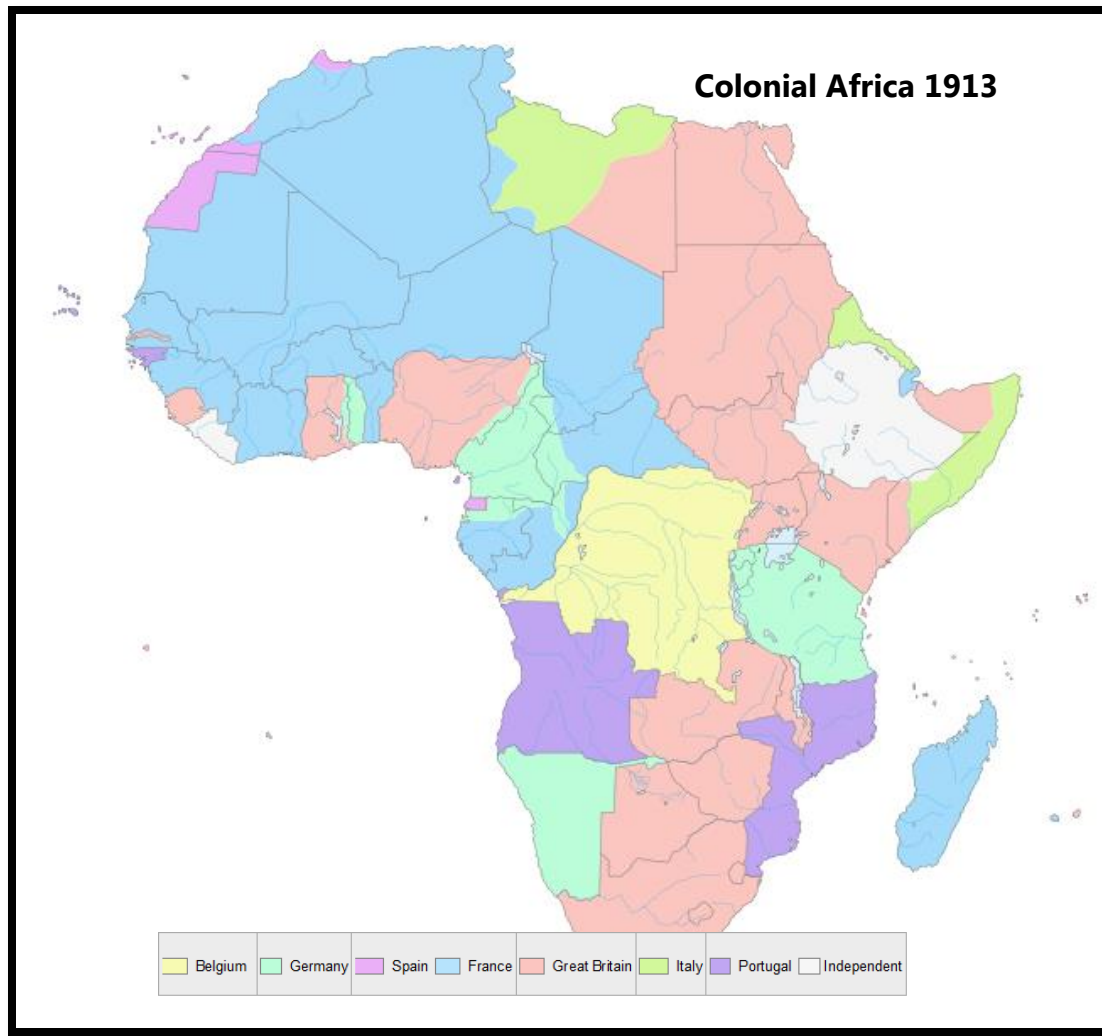 Colonial Africa 1913
Belgium Germany Spain France Great Britain Italy Portugal Independent